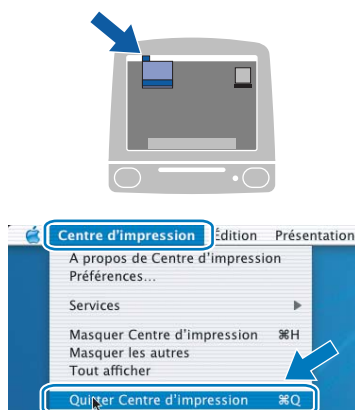 Centre d'impression Édition Présentation
A propos de Centre d'impression
Préférences...
Services
Masquer Centre d'impression ⌘H
Masquer les autres
Tout afficher
Quitter Centre d'impression ⌘Q